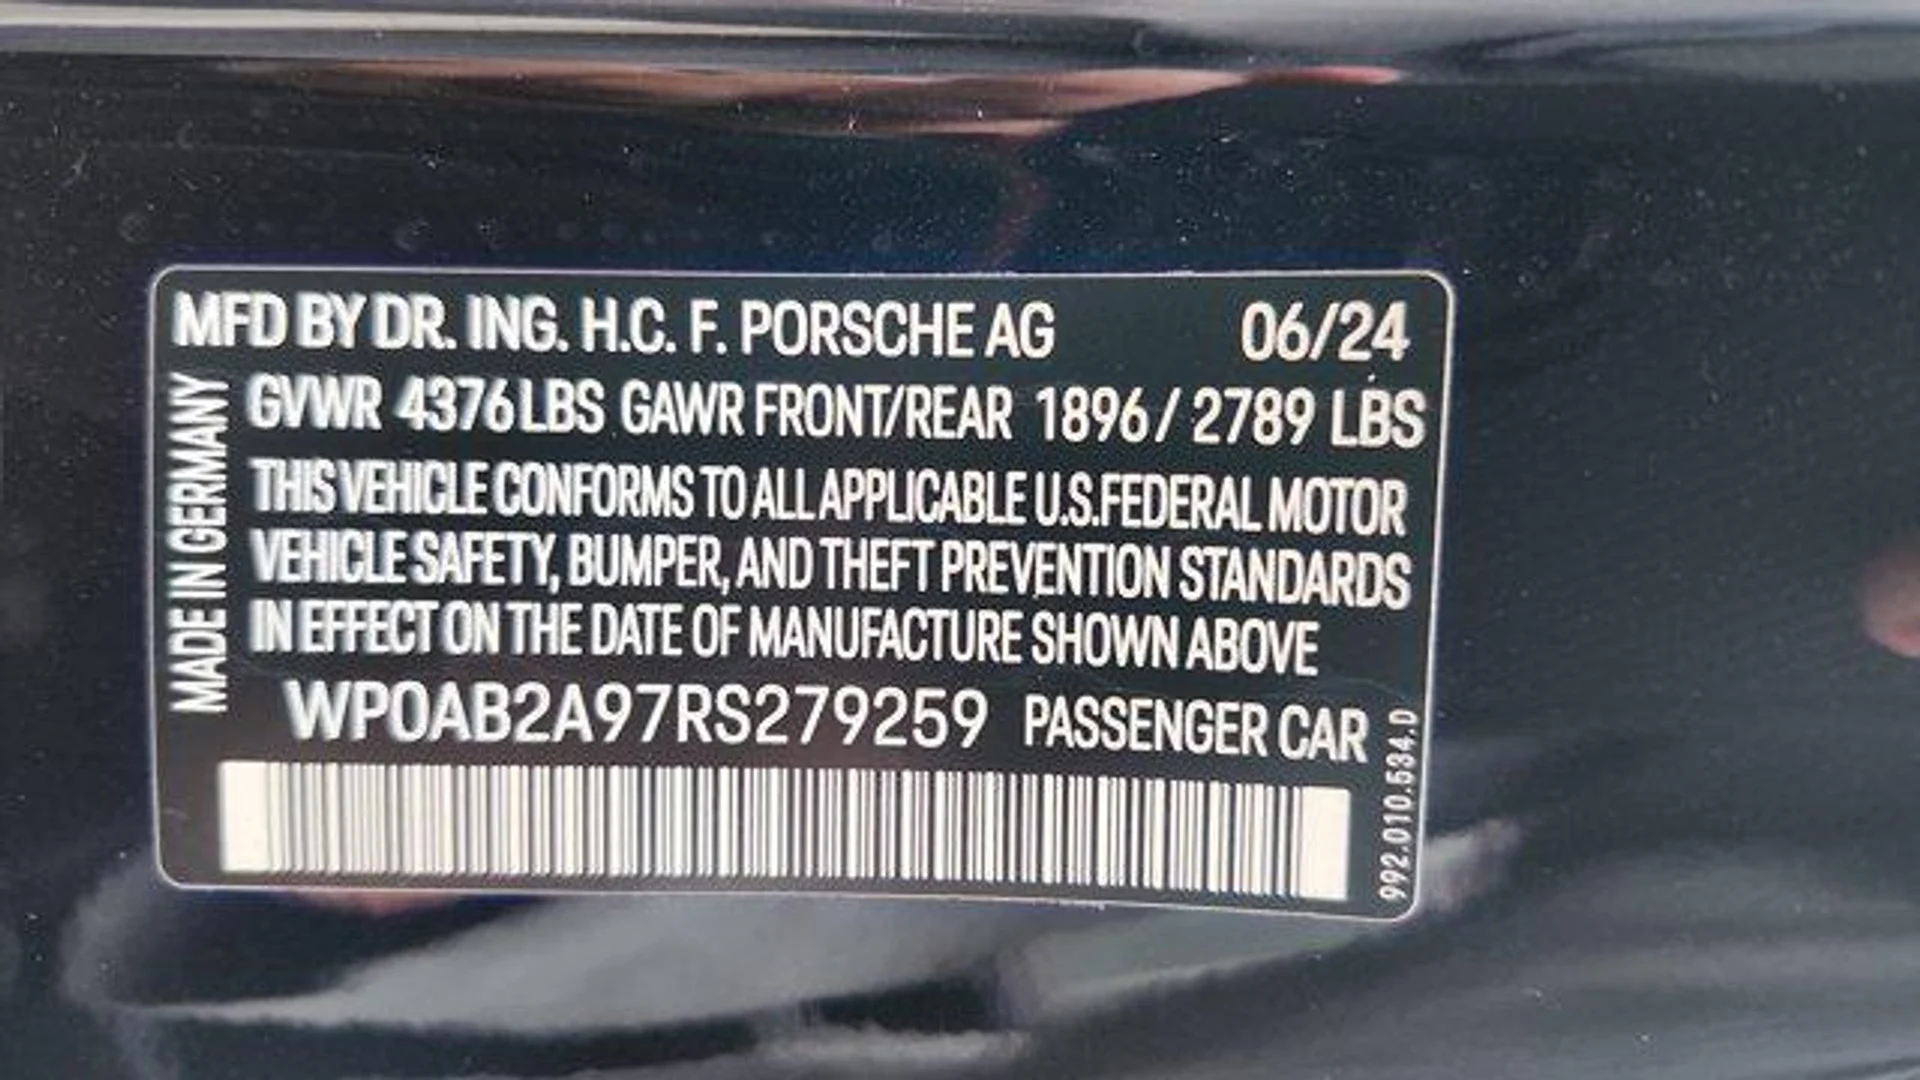 MFD BY DR. ING. H.C. F. PORSCHE AG 06/24
GVWR 4376 LBS GAWR FRONT/REAR 1896 / 2789 LBS
THIS VEHICLE CONFORMS TO ALL APPLICABLE U.S.FEDERAL MOTOR
VEHICLE SAFETY, BUMPER, AND THEFT PREVENTION STANDARDS
IN EFFECT ON THE DATE OF MANUFACTURE SHOWN ABOVE
WP0AB2A97RS279259 PASSENGER CAR
MADE IN GERMANY
992.010.534.D